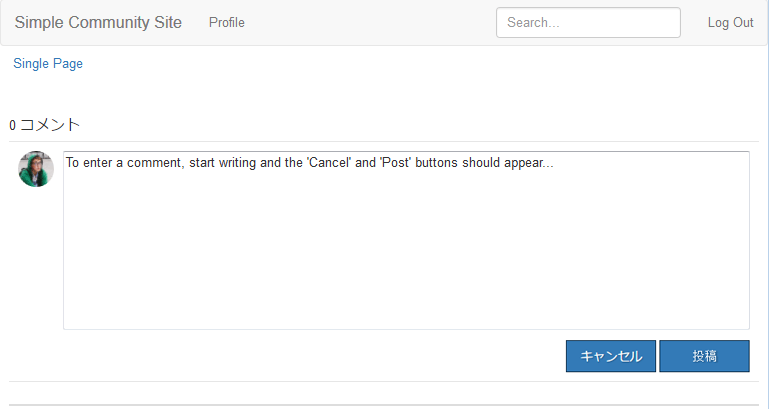 Simple Community Site Profile Search... Log Out
Single Page
0 コメント
To enter a comment, start writing and the 'Cancel' and 'Post' buttons should appear...
キャンセル 投稿